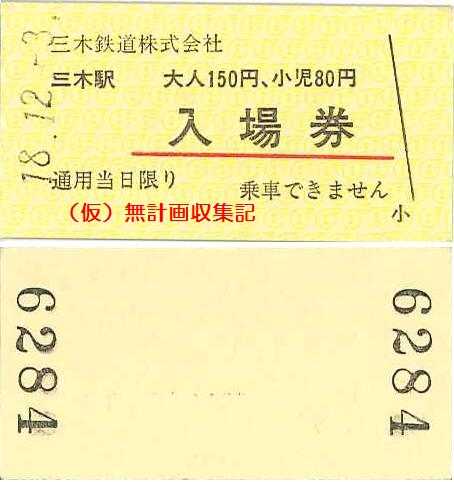 18.12.-3
三木鉄道株式会社
三木駅 大人150円、小児80円
入場券
通用当日限り
乗車できません
小
（仮）無計画収集記
6284
6284